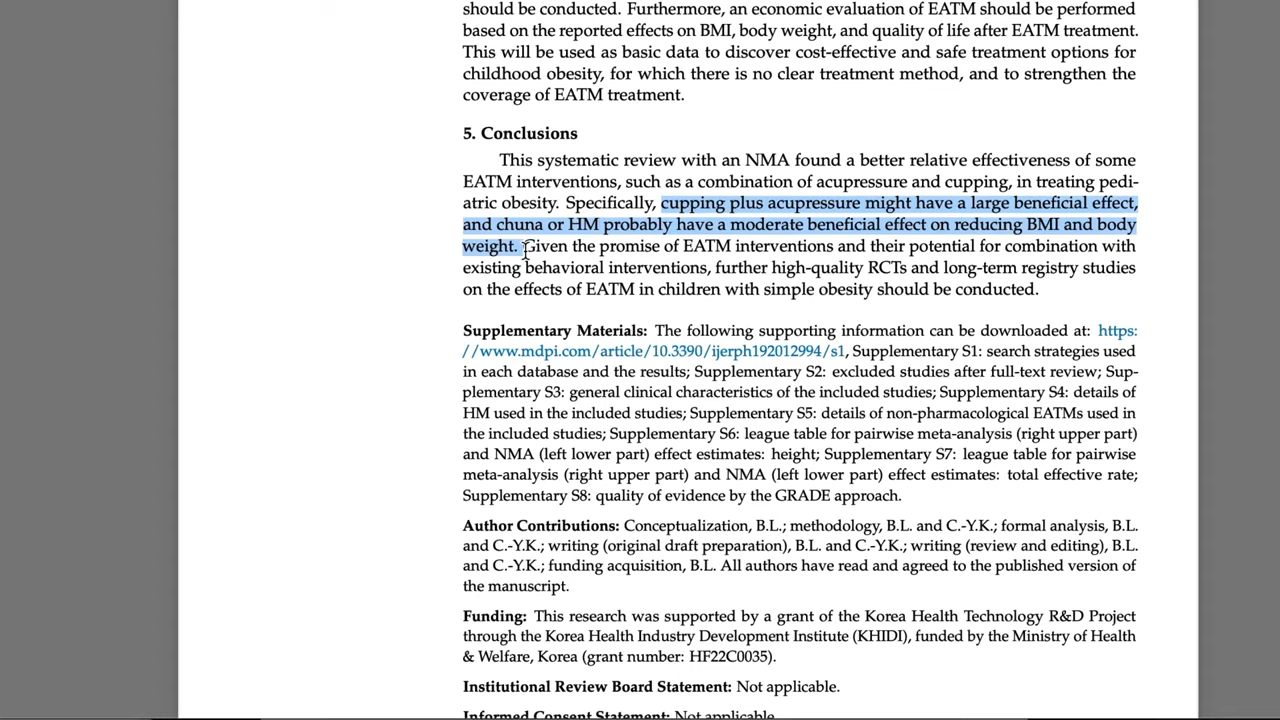 should be conducted. Furthermore, an economic evaluation of EATM should be performed
based on the reported effects on BMI, body weight, and quality of life after EATM treatment.
This will be used as basic data to discover cost-effective and safe treatment options for
childhood obesity, for which there is no clear treatment method, and to strengthen the
coverage of EATM treatment.
5. Conclusions
This systematic review with an NMA found a better relative effectiveness of some
EATM interventions, such as a combination of acupressure and cupping, in treating pedi-
atric obesity. Specifically, cupping plus acupressure might have a large beneficial effect,
and chuna or HM probably have a moderate beneficial effect on reducing BMI and body
weight. Given the promise of EATM interventions and their potential for combination with
existing behavioral interventions, further high-quality RCTs and long-term registry studies
on the effects of EATM in children with simple obesity should be conducted.
Supplementary Materials: The following supporting information can be downloaded at: https:
//www.mdpi.com/article/10.3390/ijerph192012994/s1, Supplementary S1: search strategies used
in each database and the results; Supplementary S2: excluded studies after full-text review; Sup-
plementary S3: general clinical characteristics of the included studies; Supplementary S4: details of
HM used in the included studies; Supplementary S5: details of non-pharmacological EATMs used in
the included studies; Supplementary S6: league table for pairwise meta-analysis (right upper part)
and NMA (left lower part) effect estimates: height; Supplementary S7: league table for pairwise
meta-analysis (right upper part) and NMA (left lower part) effect estimates: total effective rate;
Supplementary S8: quality of evidence by the GRADE approach.
Author Contributions: Conceptualization, B.L.; methodology, B.L. and C.-Y.K.; formal analysis, B.L.
and C.-Y.K.; writing (original draft preparation), B.L. and C.-Y.K.; writing (review and editing), B.L.
and C.-Y.K.; funding acquisition, B.L. All authors have read and agreed to the published version of
the manuscript.
Funding: This research was supported by a grant of the Korea Health Technology R&D Project
through the Korea Health Industry Development Institute (KHIDI), funded by the Ministry of Health
& Welfare, Korea (grant number: HF22C0035).
Institutional Review Board Statement: Not applicable.
Informed Consent Statement: Not applicable.